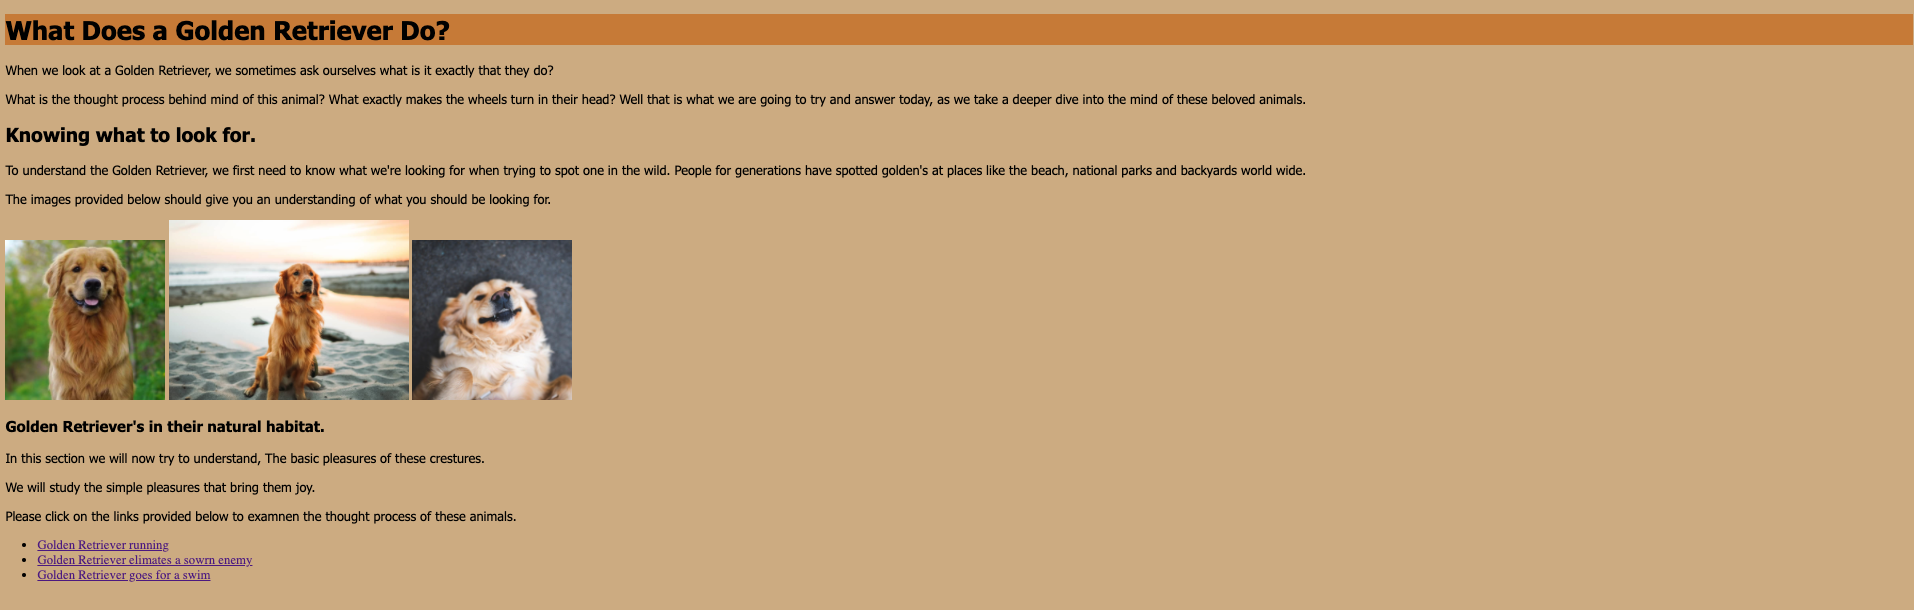 What Does a Golden Retriever Do?
When we look at a Golden Retriever, we sometimes ask ourselves what is it exactly that they do?
What is the thought process behind mind of this animal? What exactly makes the wheels turn in their head? Well that is what we are going to try and answer today, as we take a deeper dive into the mind of these beloved animals.
Knowing what to look for.
To understand the Golden Retriever, we first need to know what we're looking for when trying to spot one in the wild. People for generations have spotted golden's at places like the beach, national parks and backyards world wide.
The images provided below should give you an understanding of what you should be looking for.
Golden Retriever's in their natural habitat.
In this section we will now try to understand, The basic pleasures of these crestures.
We will study the simple pleasures that bring them joy.
Please click on the links provided below to examnen the thought process of these animals.
Golden Retriever running
Golden Retriever elimates a sowrn enemy
Golden Retriever goes for a swim